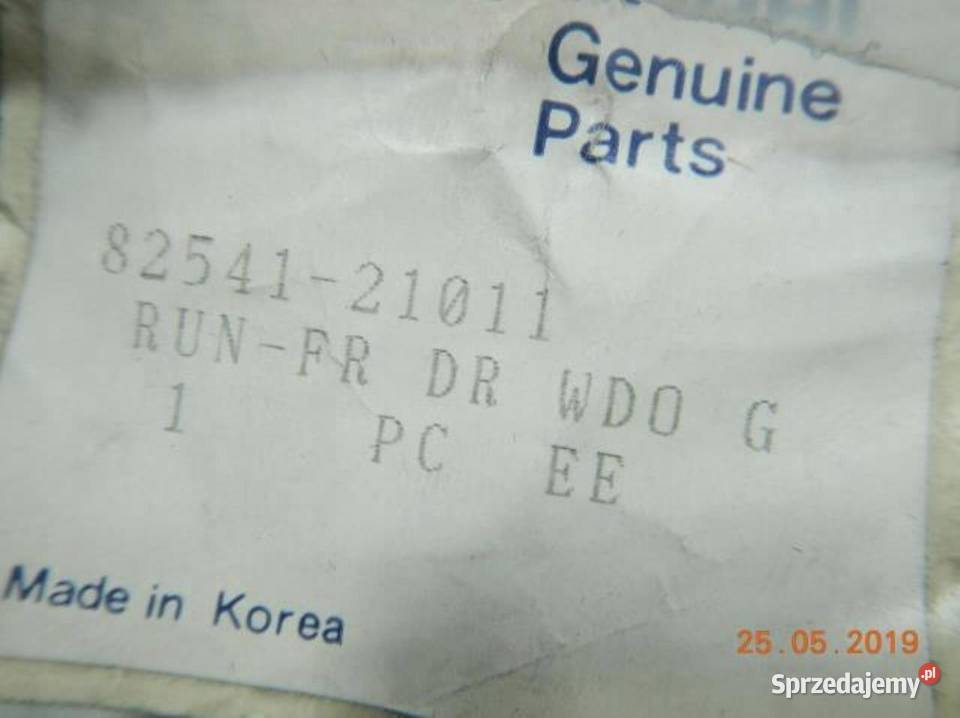 Genuine
Parts
82541-21011
RUN-FR DR WDO G
1 PC EE
Made in Korea
25.05.2019
Sprzedajemy.pl